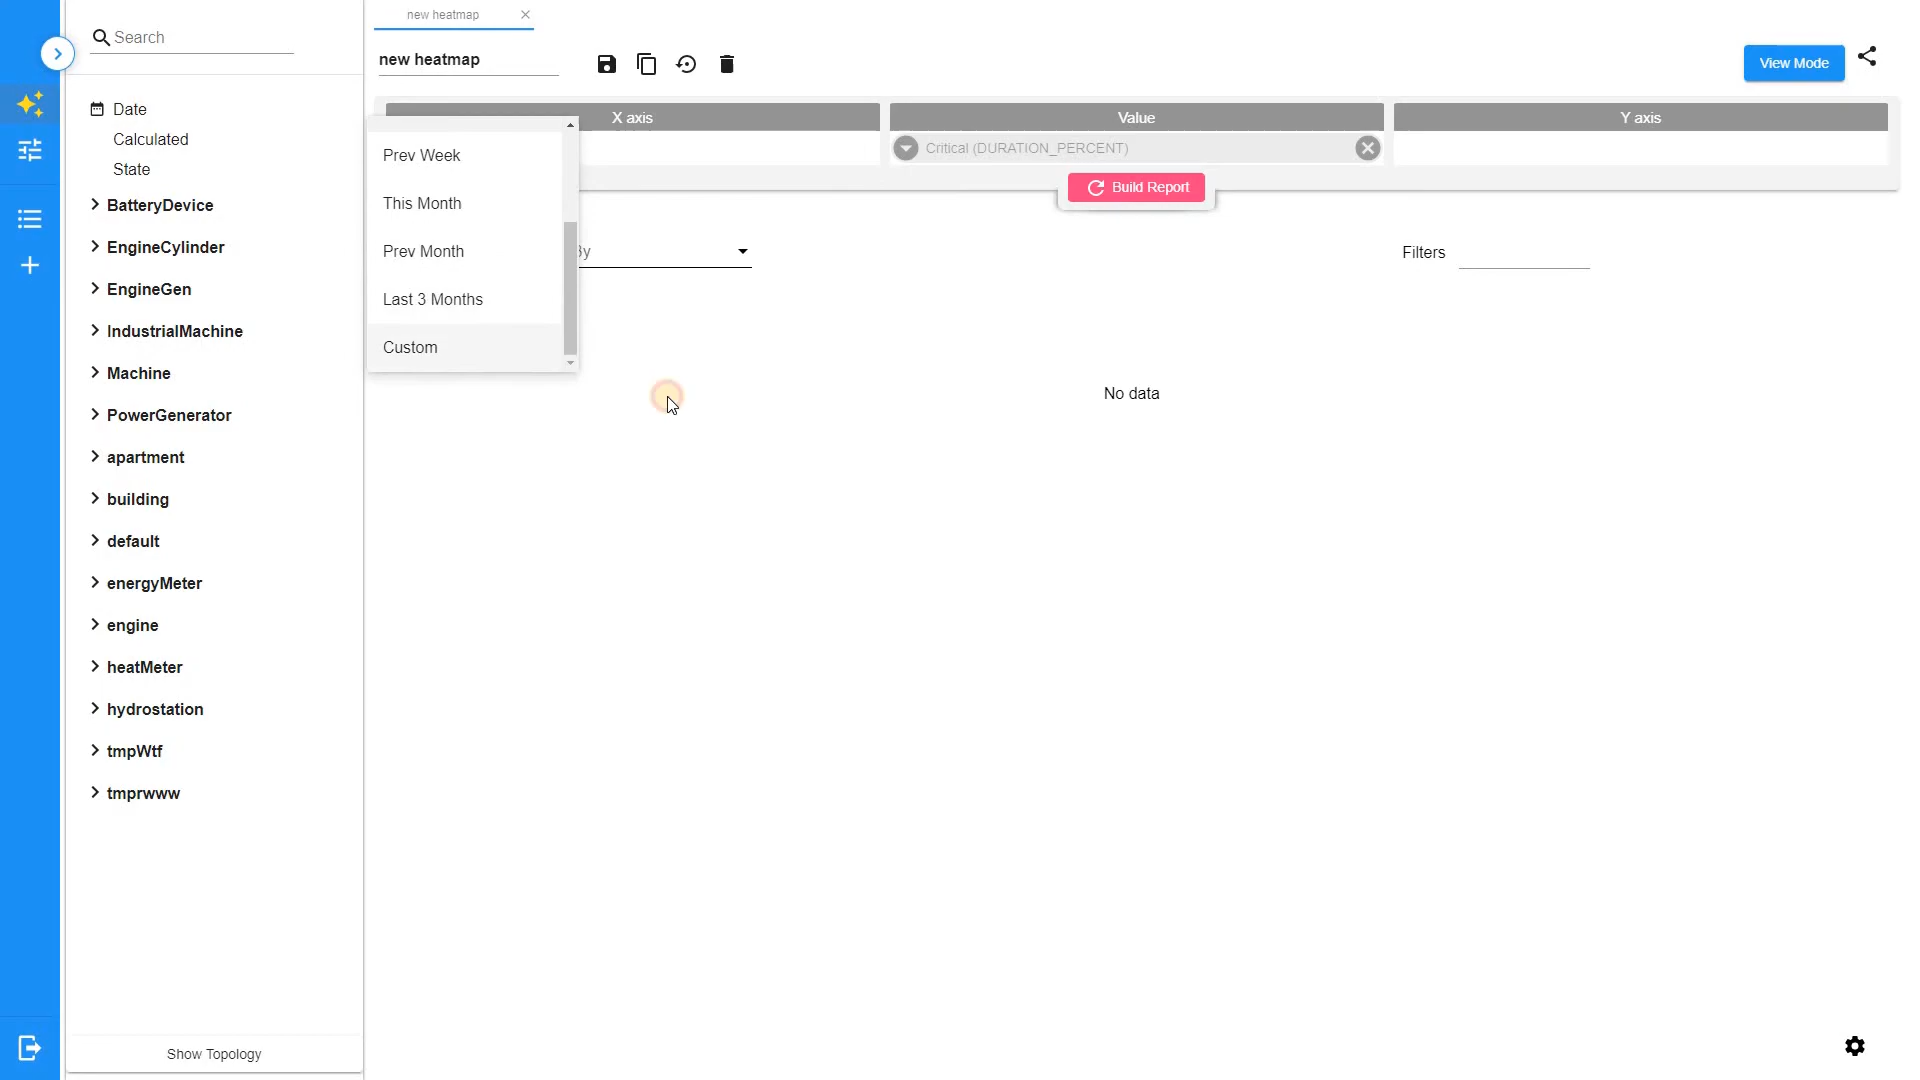 new heatmap
Search
new heatmap
View Mode
Date
Calculated
State
BatteryDevice
EngineCylinder
EngineGen
IndustrialMachine
Machine
PowerGenerator
apartment
building
default
energyMeter
engine
heatMeter
hydrostation
tmpWtf
tmprwww
Show Topology
X axis
Value
Y axis
Critical (DURATION_PERCENT)
Build Report
Prev Week
This Month
Prev Month
Last 3 Months
Custom
By
Filters
No data